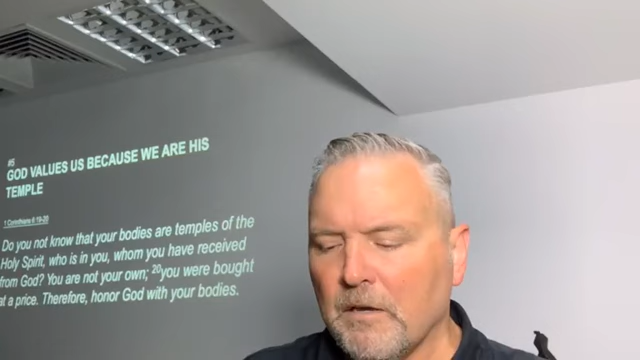 #5
GOD VALUES US BECAUSE WE ARE HIS
TEMPLE
1 Corinthians 6:19-20
Do you not know that your bodies are temples of the
Holy Spirit, who is in you, whom you have received
from God? You are not your own; 20you were bought
at a price. Therefore, honor God with your bodies.